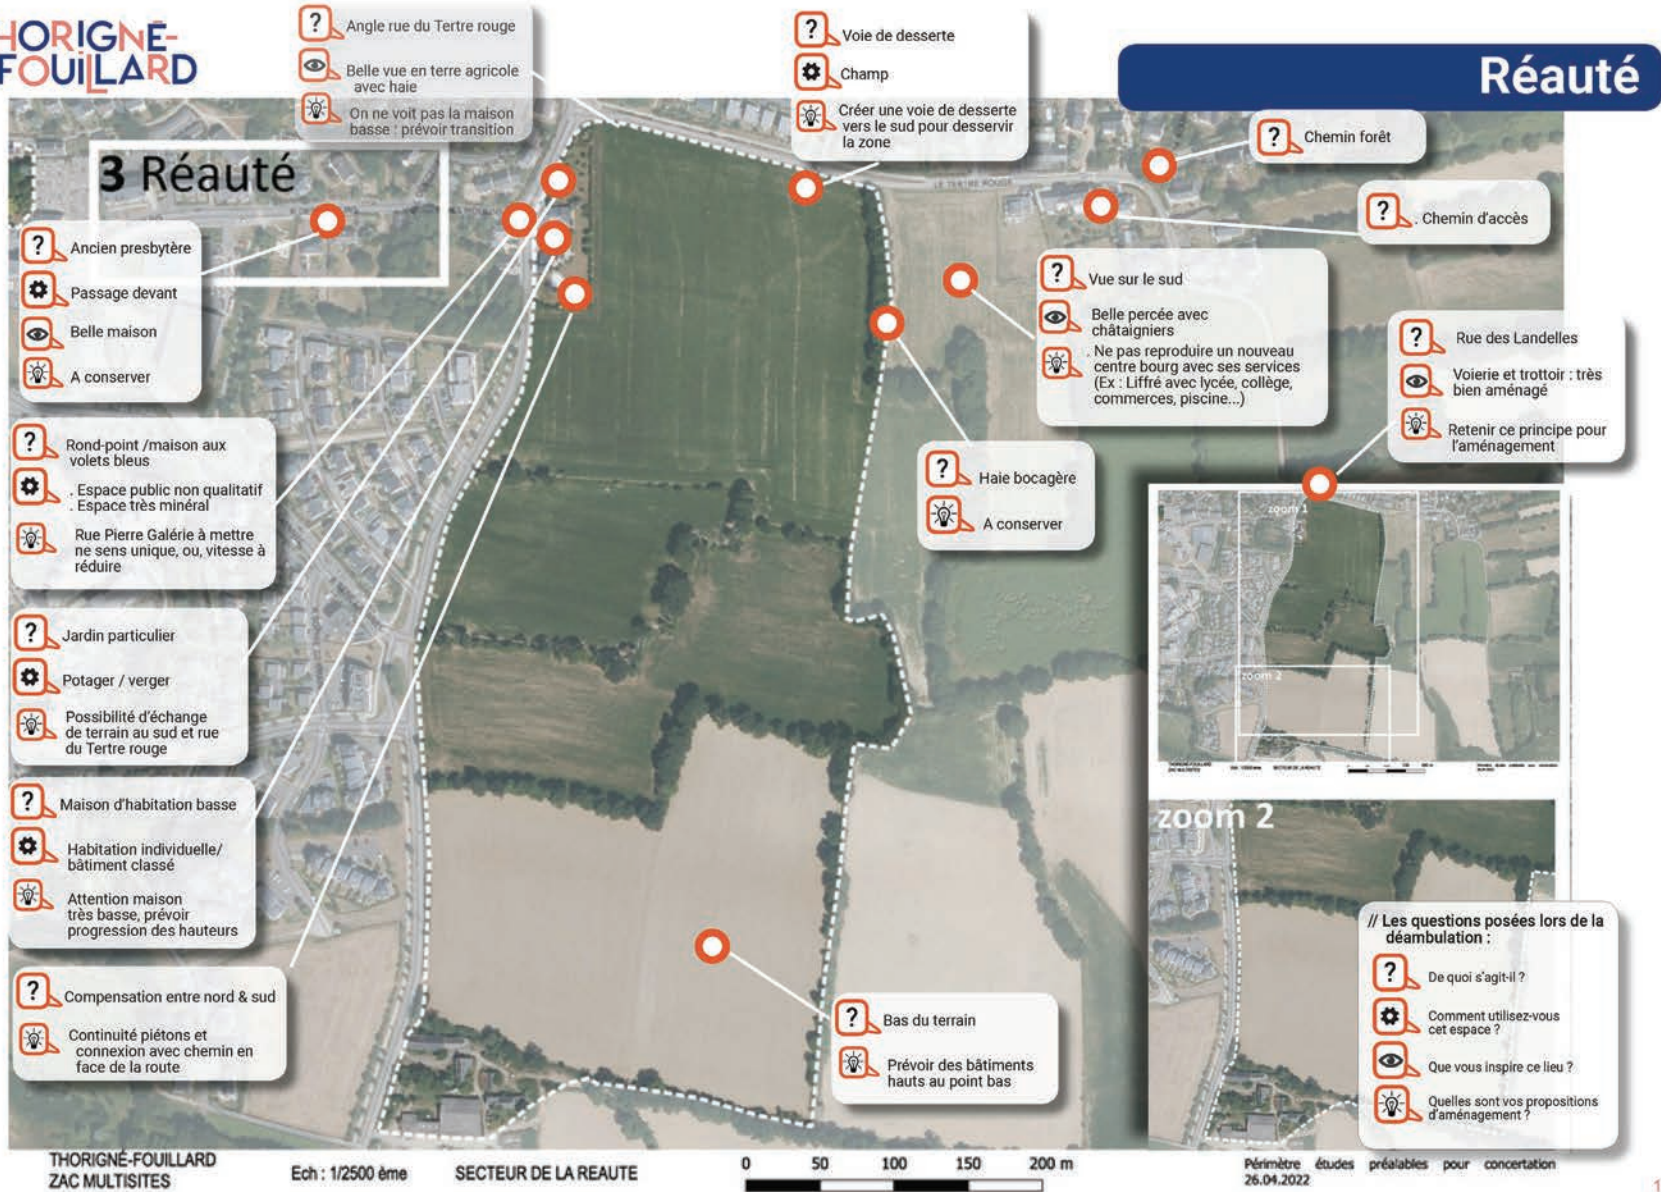 THORIGNÉ-
FOUILLARD
Réauté
3 Réauté
Angle rue du Tertre rouge
Belle vue en terre agricole
avec haie
On ne voit pas la maison
basse : prévoir transition
Voie de desserte
Champ
Créer une voie de desserte
vers le sud pour desservir
la zone
Chemin forêt
. Chemin d'accès
LE TERTRE ROUGE
Ancien presbytère
Passage devant
Belle maison
A conserver
Vue sur le sud
Belle percée avec
châtaigniers
. Ne pas reproduire un nouveau
centre bourg avec ses services
(Ex : Liffré avec lycée, collège,
commerces, piscine...)
Rue des Landelles
Voierie et trottoir : très
bien aménagé
Retenir ce principe pour
l'aménagement
Rond-point /maison aux
volets bleus
. Espace public non qualitatif
. Espace très minéral
Rue Pierre Galérie à mettre
ne sens unique, ou, vitesse à
réduire
Haie bocagère
A conserver
Jardin particulier
Potager / verger
Possibilité d'échange
de terrain au sud et rue
du Tertre rouge
Maison d'habitation basse
Habitation individuelle/
bâtiment classé
Attention maison
très basse, prévoir
progression des hauteurs
Compensation entre nord & sud
Continuité piétons et
connexion avec chemin en
face de la route
Bas du terrain
Prévoir des bâtiments
hauts au point bas
zoom 1
zoom 2
THORIGNÉ-FOUILLARD
ZAC MULTISITES
SECTEUR DE LA REAUTE
zoom 2
// Les questions posées lors de la
déambulation :
De quoi s'agit-il ?
Comment utilisez-vous
cet espace ?
Que vous inspire ce lieu ?
Quelles sont vos propositions
d'aménagement ?
THORIGNÉ-FOUILLARD
ZAC MULTISITES
Ech : 1/2500 ème
SECTEUR DE LA REAUTE
0 50 100 150 200 m
Périmètre études préalables pour concertation
26.04.2022
1